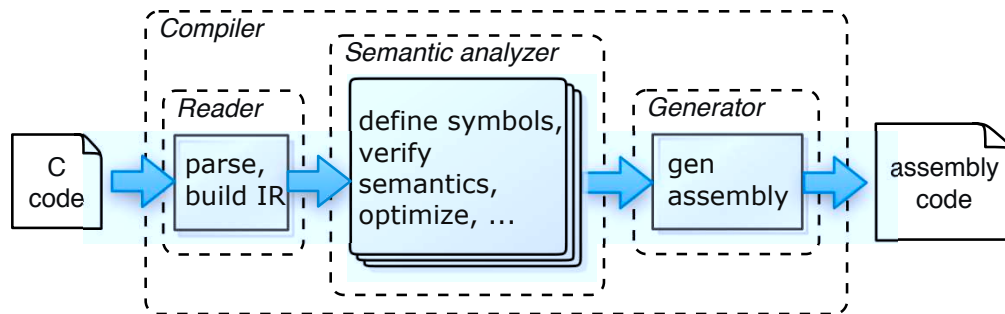 Compiler
Semantic analyzer
Reader
Generator
C
code
parse,
build IR
define symbols,
verify
semantics,
optimize, ...
gen
assembly
assembly
code